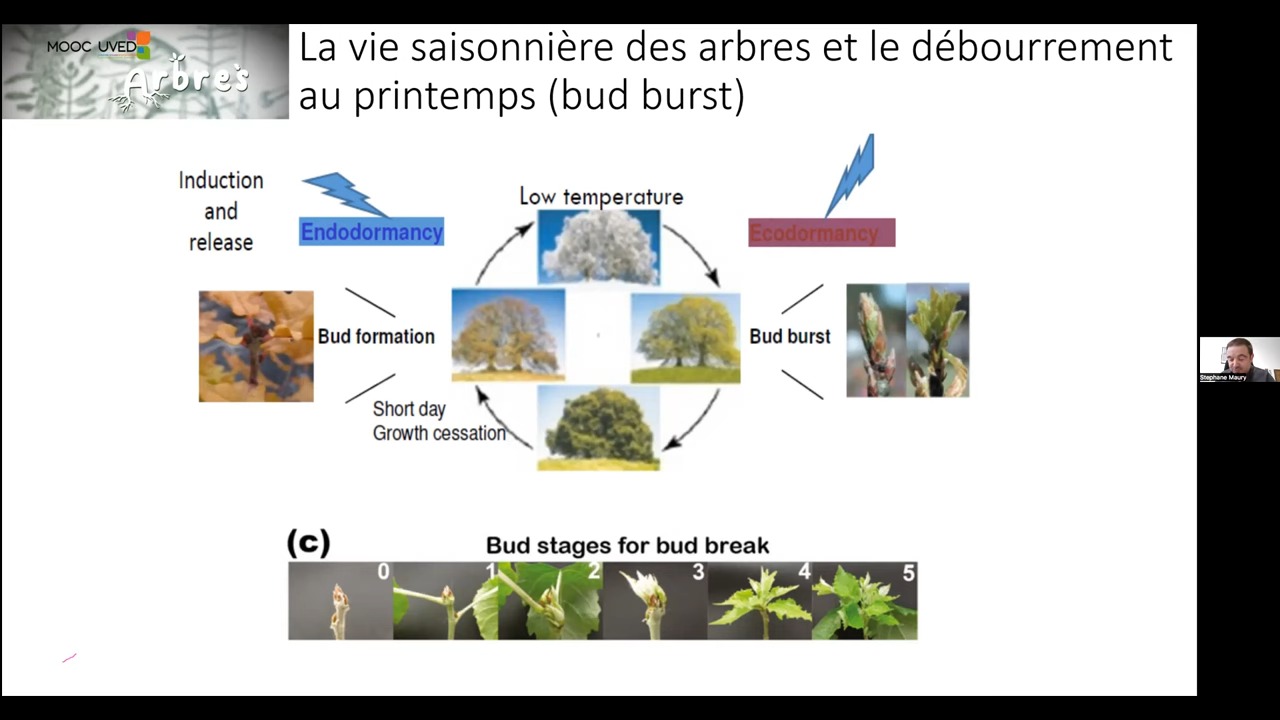 MOOC UVED
Arbres
La vie saisonnière des arbres et le débourrement
au printemps (bud burst)
Induction
and
release
Endodormancy
Low temperature
Ecodormancy
Bud formation
Bud burst
Short day
Growth cessation
Stephane Maury
(c)
Bud stages for bud break
0
1
2
3
4
5